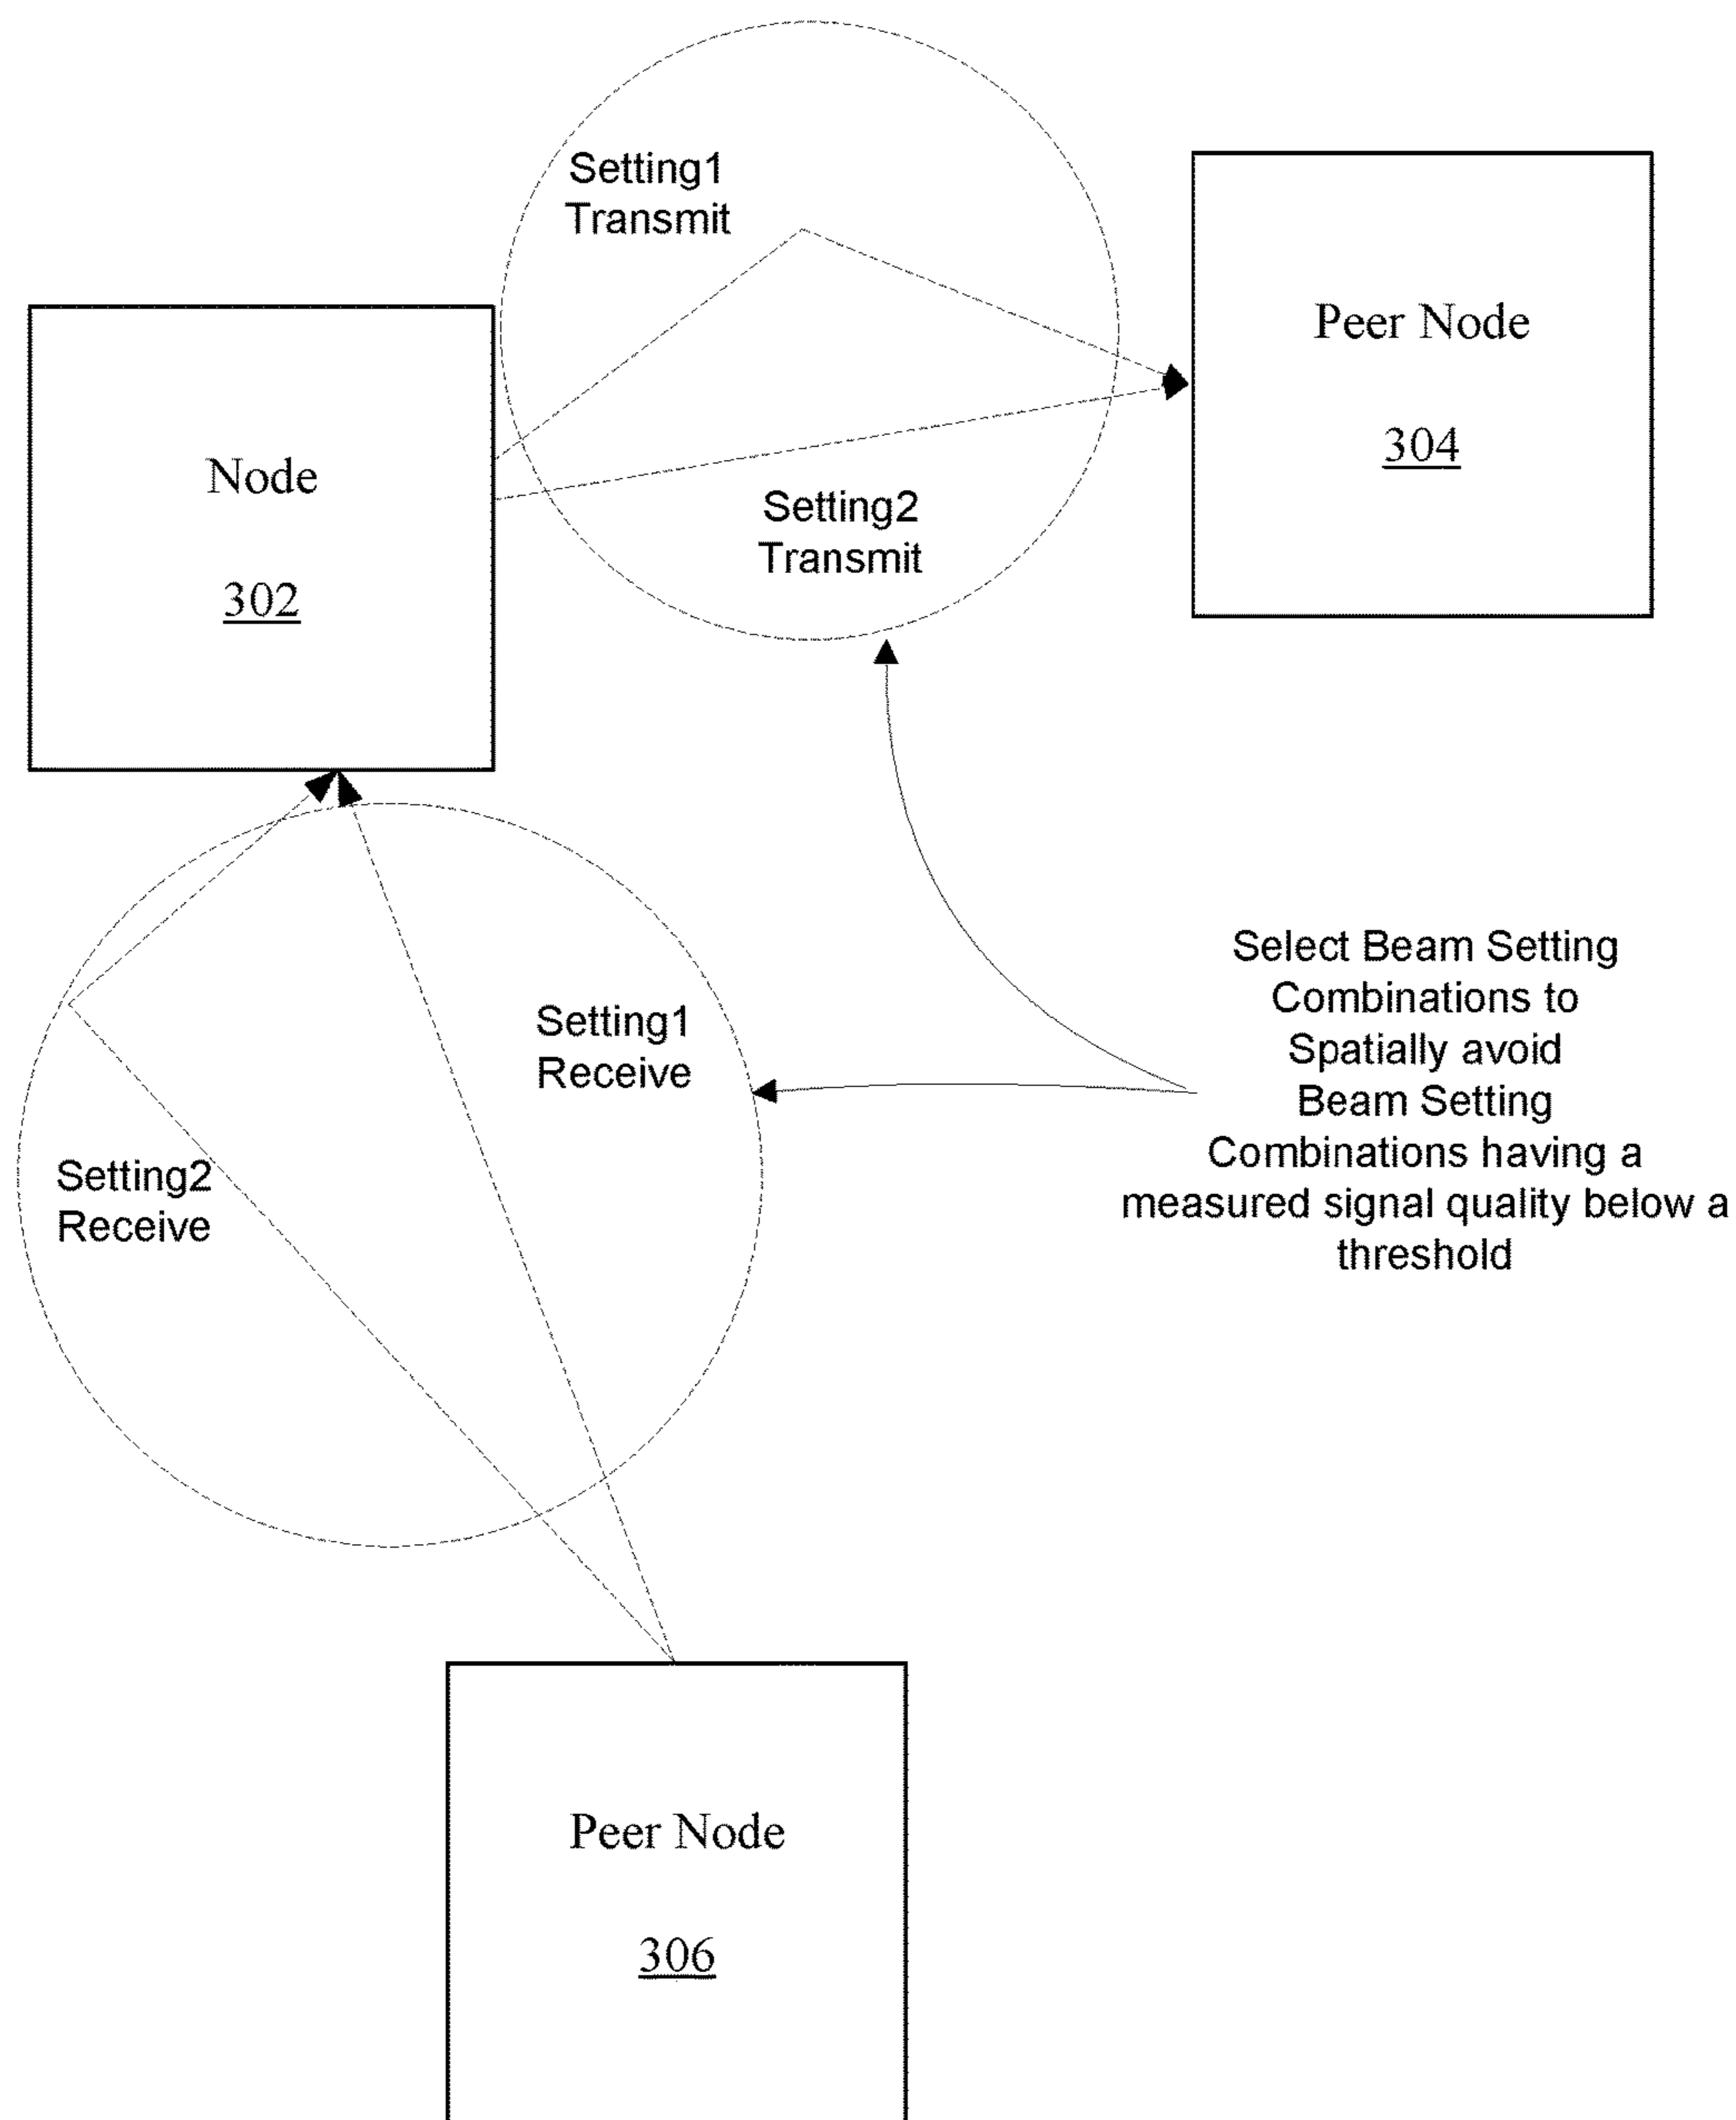 Setting1
Transmit
Peer Node
304
Node
302
Setting2
Transmit
Select Beam Setting
Combinations to
Spatially avoid
Beam Setting
Combinations having a
measured signal quality below a
threshold
Setting1
Receive
Setting2
Receive
Peer Node
306